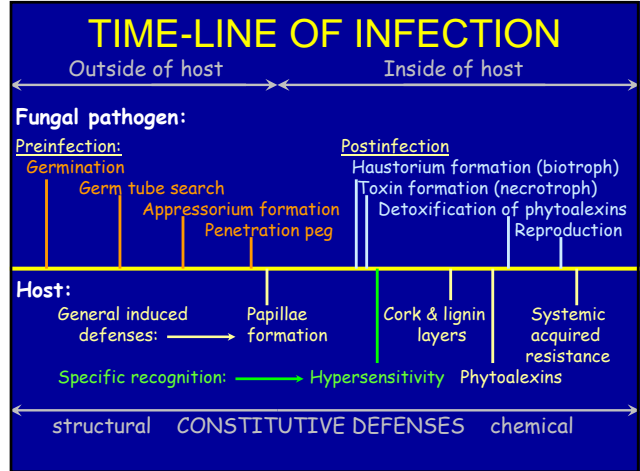 TIME-LINE OF INFECTION
Outside of host Inside of host
Fungal pathogen:
Preinfection: Postinfection
Germination Haustorium formation (biotroph)
Germ tube search Toxin formation (necrotroph)
Appressorium formation Detoxification of phytoalexins
Penetration peg Reproduction
Host:
General induced Papillae Cork & lignin Systemic
defenses: formation layers acquired
resistance
Specific recognition: Hypersensitivity Phytoalexins
structural CONSTITUTIVE DEFENSES chemical